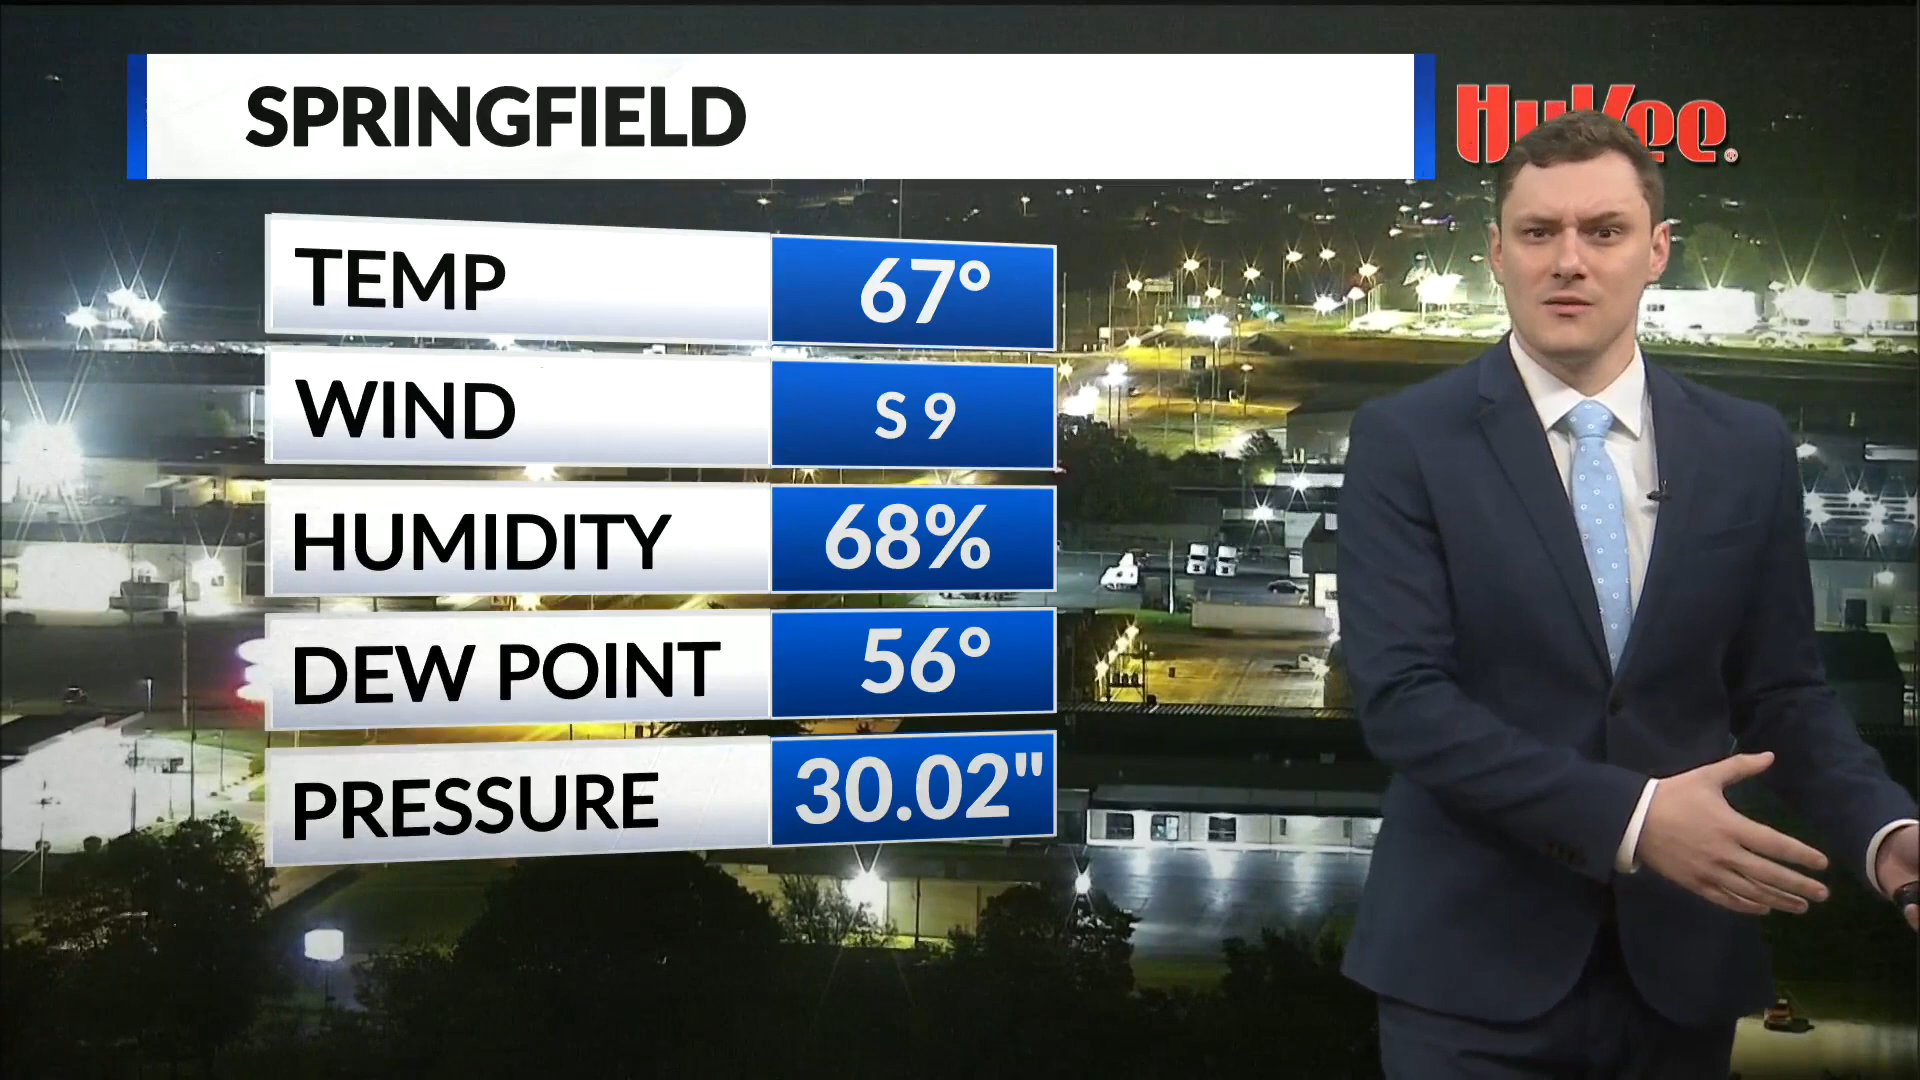 SPRINGFIELD
TEMP 67°
WIND S 9
HUMIDITY 68%
DEW POINT 56°
PRESSURE 30.02"